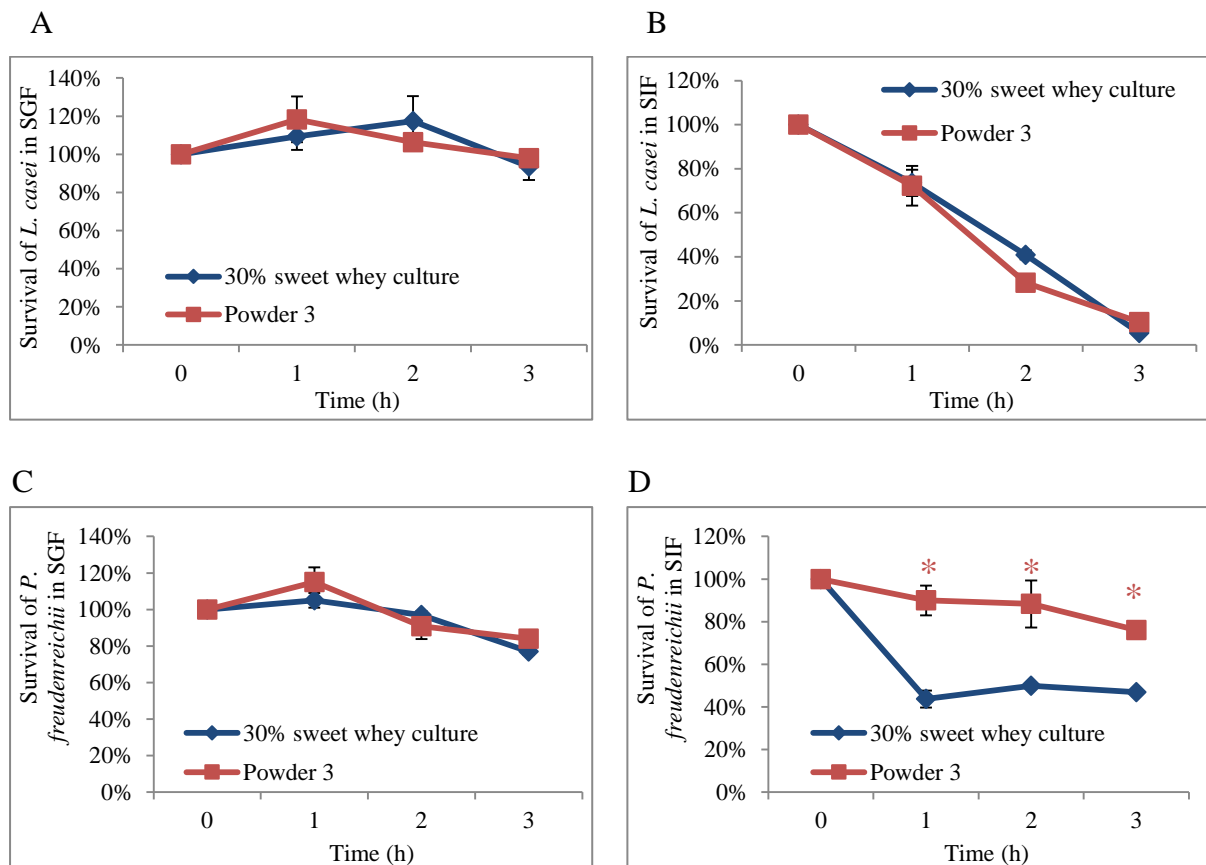 A
Survival of L. casei in SGF
140%
120%
100%
80%
60%
40%
20%
0%
30% sweet whey culture
Powder 3
0 1 2 3
Time (h)
B
Survival of L. casei in SIF
120%
100%
80%
60%
40%
20%
0%
30% sweet whey culture
Powder 3
0 1 2 3
Time (h)
C
Survival of P.
freudenreichii in SGF
140%
120%
100%
80%
60%
40%
20%
0%
30% sweet whey culture
Powder 3
0 1 2 3
Time (h)
D
Survival of P.
freudenreichii in SIF
120%
100%
80%
60%
40%
20%
0%
* * *
30% sweet whey culture
Powder 3
0 1 2 3
Time (h)